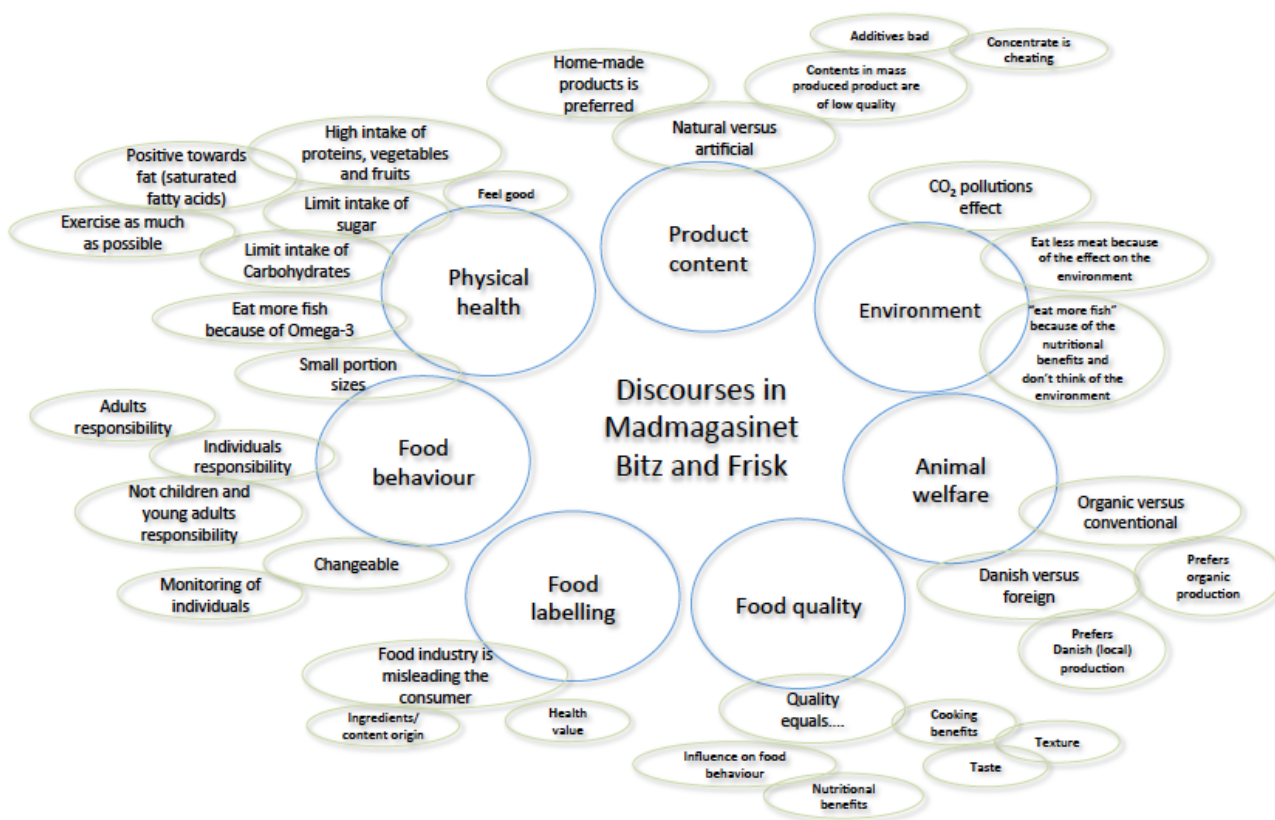 Additives bad
Concentrate is
cheating
Home-made
products is
preferred
Contents in mass
produced product are
of low quality
Natural versus
artificial
High intake of
proteins, vegetables
and fruits
Positive towards
fat (saturated
fatty acids)
Feel good
Limit intake of
sugar
Exercise as much
as possible
Limit intake of
Carbohydrates
Eat more fish
because of Omega-3
Small portion
sizes
Physical
health
Product
content
CO₂ pollutions
effect
Eat less meat because
of the effect on the
environment
Environment
"eat more fish"
because of the
nutritional
benefits and
don't think of the
environment
Discourses in
Madmagasinet
Bitz and Frisk
Adults
responsibility
Individuals
responsibility
Not children and
young adults
responsibility
Food
behaviour
Changeable
Monitoring of
individuals
Animal
welfare
Organic versus
conventional
Prefers
organic
production
Danish versus
foreign
Prefers
Danish (local)
production
Food
labelling
Food industry is
misleading the
consumer
Ingredients/
content origin
Health
value
Food quality
Quality
equals....
Cooking
benefits
Texture
Taste
Influence on food
behaviour
Nutritional
benefits